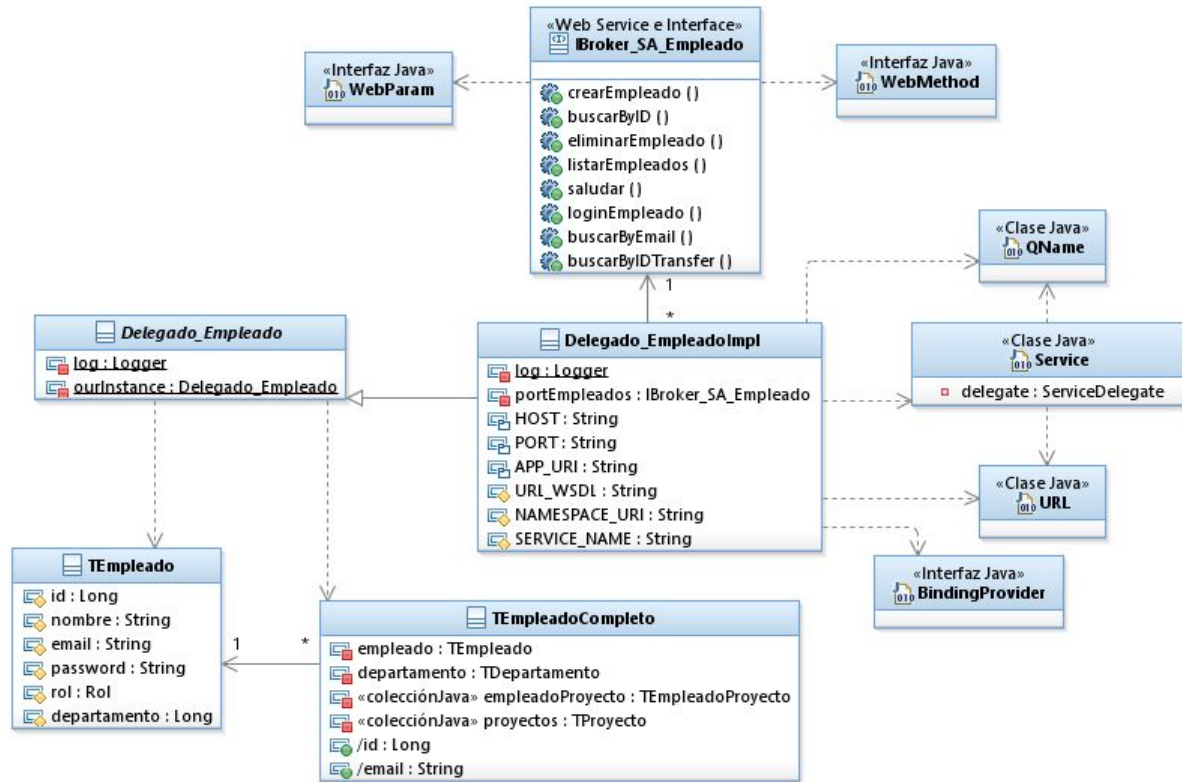 «Web Service e Interface»
IBroker_SA_Empleado
crearEmpleado ()
buscarByID ()
eliminarEmpleado ()
listarEmpleados ()
saludar ()
loginEmpleado ()
buscarByEmail ()
buscarByIDTransfer ()
«Interfaz Java»
WebParam
«Interfaz Java»
WebMethod
1
*
«Clase Java»
QName
Delegado_Empleado
log : Logger
ourInstance : Delegado_Empleado
Delegado_EmpleadoImpl
log : Logger
portEmpleados : IBroker_SA_Empleado
HOST : String
PORT : String
APP_URI : String
URL_WSDL : String
NAMESPACE_URI : String
SERVICE_NAME : String
«Clase Java»
Service
delegate : ServiceDelegate
«Clase Java»
URL
«Interfaz Java»
BindingProvider
TEmpleado
id : Long
nombre : String
email : String
password : String
rol : Rol
departamento : Long
1
*
TEmpleadoCompleto
empleado : TEmpleado
departamento : TDepartamento
«colecciónJava» empleadoProyecto : TEmpleadoProyecto
«colecciónJava» proyectos : TProyecto
/id : Long
/email : String